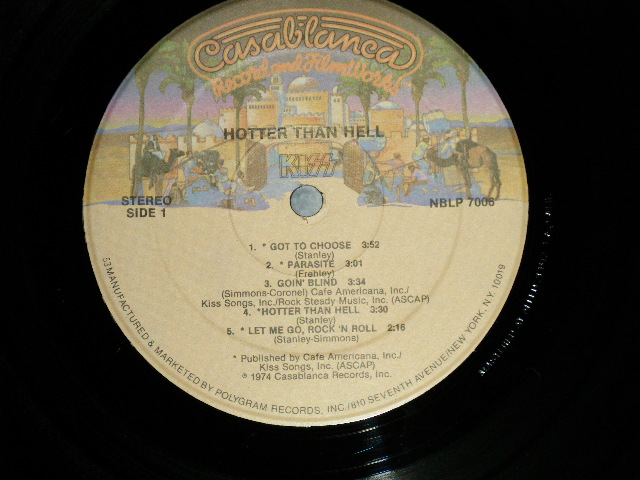 Casablanca
Record and FilmWorks
HOTTER THAN HELL
KISS
STEREO
SIDE 1
NBLP 7006
1. * GOT TO CHOOSE 3:52
(Stanley)
2. * PARASITE 3:01
(Frehley)
3. GOIN' BLIND 3:34
(Simmons-Coronel) Cafe Americana, Inc./
Kiss Songs, Inc./Rock Steady Music, Inc. (ASCAP)
4. *HOTTER THAN HELL 3:30
(Stanley)
5. * LET ME GO, ROCK 'N ROLL 2:16
(Stanley-Simmons)
* Published by Cafe Americana, Inc./
Kiss Songs, Inc. (ASCAP)
℗ 1974 Casablanca Records, Inc.
53 MANUFACTURED & MARKETED BY POLYGRAM RECORDS, INC./810 SEVENTH AVENUE/NEW YORK, N.Y. 10019